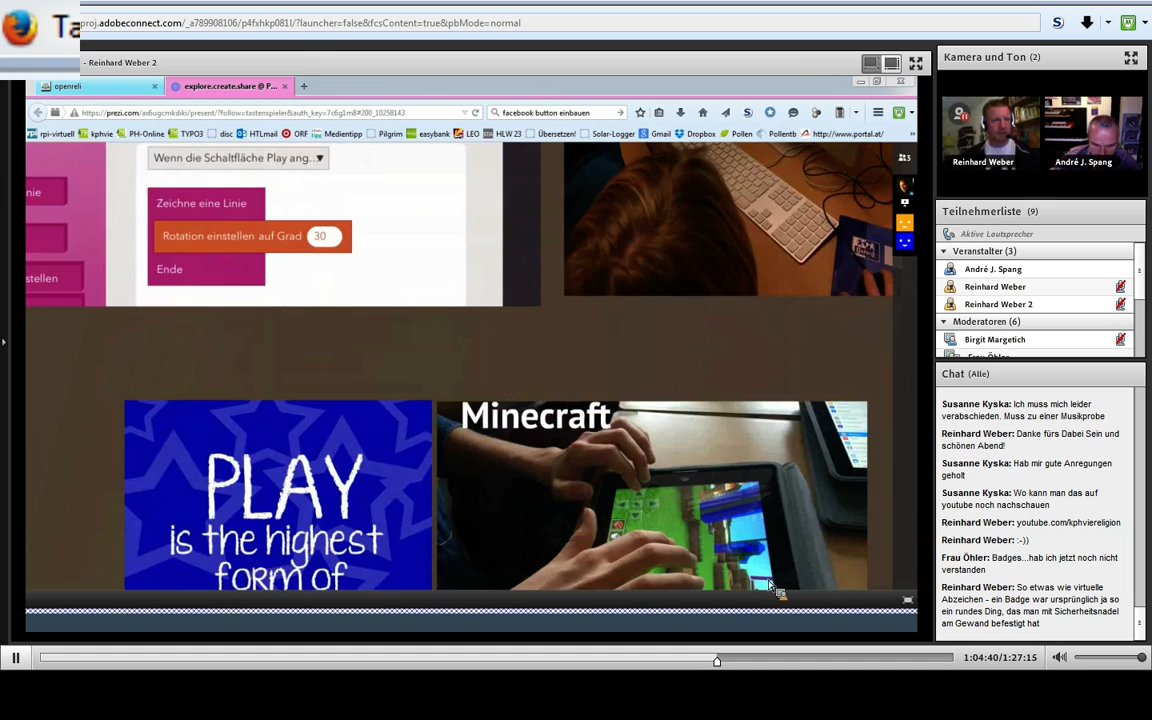 Ta
proj.adobeconnect.com/_a789908106/p4fxhkp081l/?launcher=false&fcsContent=true&pbMode=normal
- Reinhard Weber 2
openreli
explore.create.share @ P...
https://prezi.com/ax6ugcmkdiki/present/?follow=tastenspieler&auth_key=7c6g1m8#200_10258143
facebook button einbauen
rpi-virtuell kphvie PH-Online TYPO3 disc HTLmail ORF Medientipp Pilgrim easybank LEO HLW 23 Übersetzen! Solar-Logger Gmail Dropbox Pollen Pollentb http://www.portal.at/
Wenn die Schaltfläche Play ang...
nie
Zeichne eine Linie
Rotation einstellen auf Grad 30
stellen
Ende
PLAY
is the highest
form of
Minecraft
Kamera und Ton (2)
Reinhard Weber
André J. Spang
Teilnehmerliste (9)
Aktive Lautsprecher
Veranstalter (3)
André J. Spang
Reinhard Weber
Reinhard Weber 2
Moderatoren (6)
Birgit Margetich
Frau Öhler
Chat (Alle)
Susanne Kyska: Ich muss mich leider
verabschieden. Muss zu einer Musikprobe
Reinhard Weber: Danke fürs Dabei Sein und
schönen Abend!
Susanne Kyska: Hab mir gute Anregungen
geholt
Susanne Kyska: Wo kann man das auf
youtube noch nachschauen
Reinhard Weber: youtube.com/kphviereligion
Reinhard Weber: :-))
Frau Öhler: Badges...hab ich jetzt noch nicht
verstanden
Reinhard Weber: So etwas wie virtuelle
Abzeichen - ein Badge war ursprünglich ja so
ein rundes Ding, das man mit Sicherheitsnadel
am Gewand befestigt hat
1:04:40/1:27:15